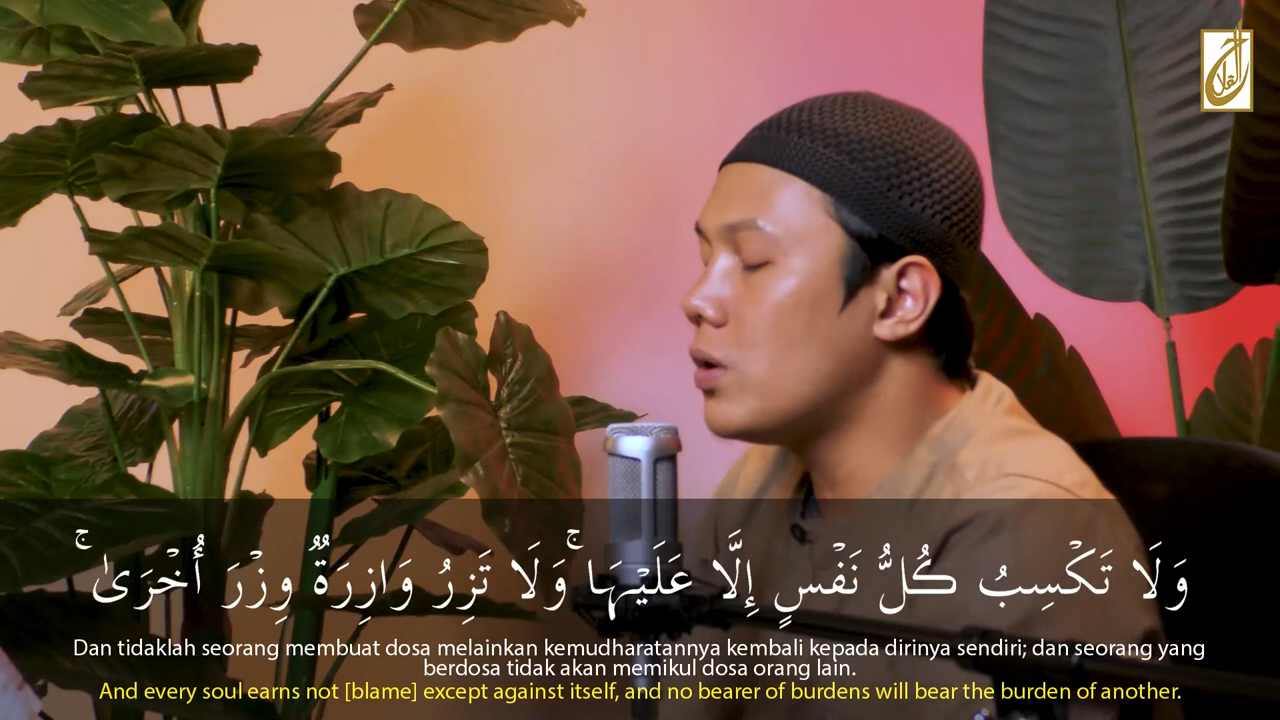 وَلَا تَكْسِبُ كُلُّ نَفْسٍ إِلَّا عَلَيْهَا ۚ وَلَا تَزِرُ وَازِرَةٌ وِزْرَ أُخْرَىٰ ۚ
Dan tidaklah seorang membuat dosa melainkan kemudharatannya kembali kepada dirinya sendiri; dan seorang yang
berdosa tidak akan memikul dosa orang lain.
And every soul earns not [blame] except against itself, and no bearer of burdens will bear the burden of another.